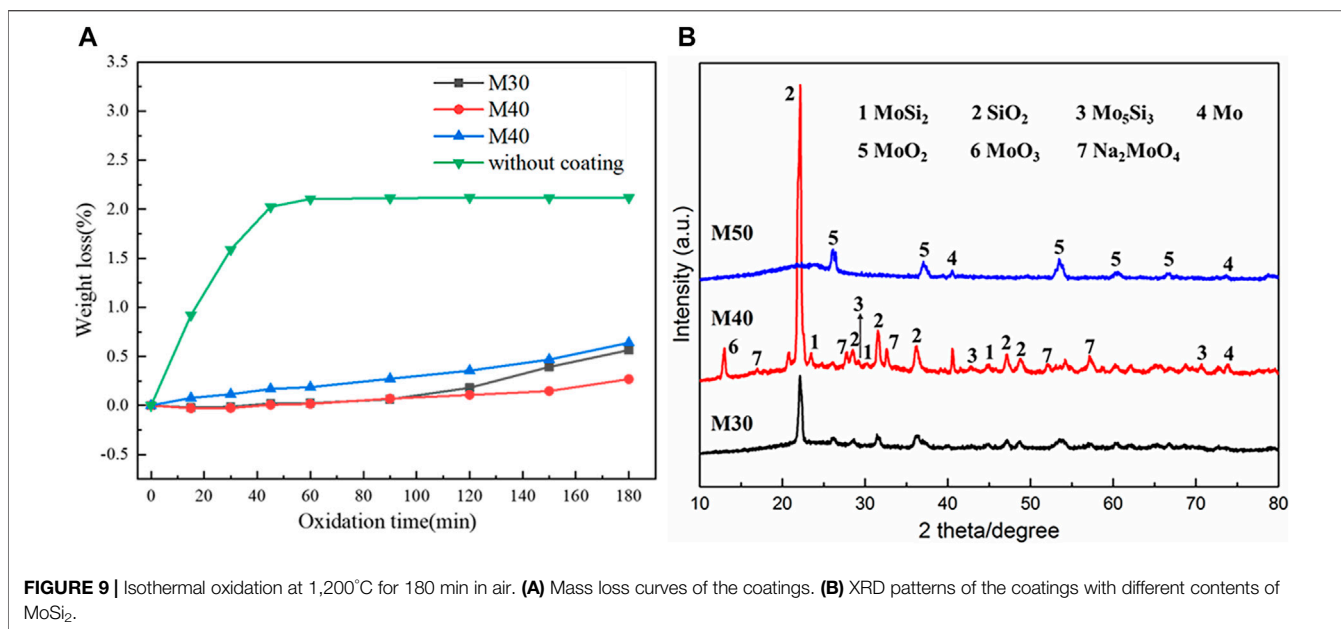 A
3.5
3.0
2.5
2.0
1.5
1.0
0.5
0.0
-0.5
Weight loss(%)
M30
M40
M40
without coating
0 20 40 60 80 100 120 140 160 180
Oxidation time(min)
B
1 MoSi₂ 2 SiO₂ 3 Mo₅Si₃ 4 Mo
5 MoO₂ 6 MoO₃ 7 Na₂MoO₄
Intensity (a.u.)
2
M50
5 5 4 5 5 5 4
M40
6 7 1 7 2 3 1 2 7 2 3 1 2 2 7 7 3 4
M30
10 20 30 40 50 60 70 80
2 theta/degree
FIGURE 9 | Isothermal oxidation at 1,200°C for 180 min in air. (A) Mass loss curves of the coatings. (B) XRD patterns of the coatings with different contents of
MoSi₂.